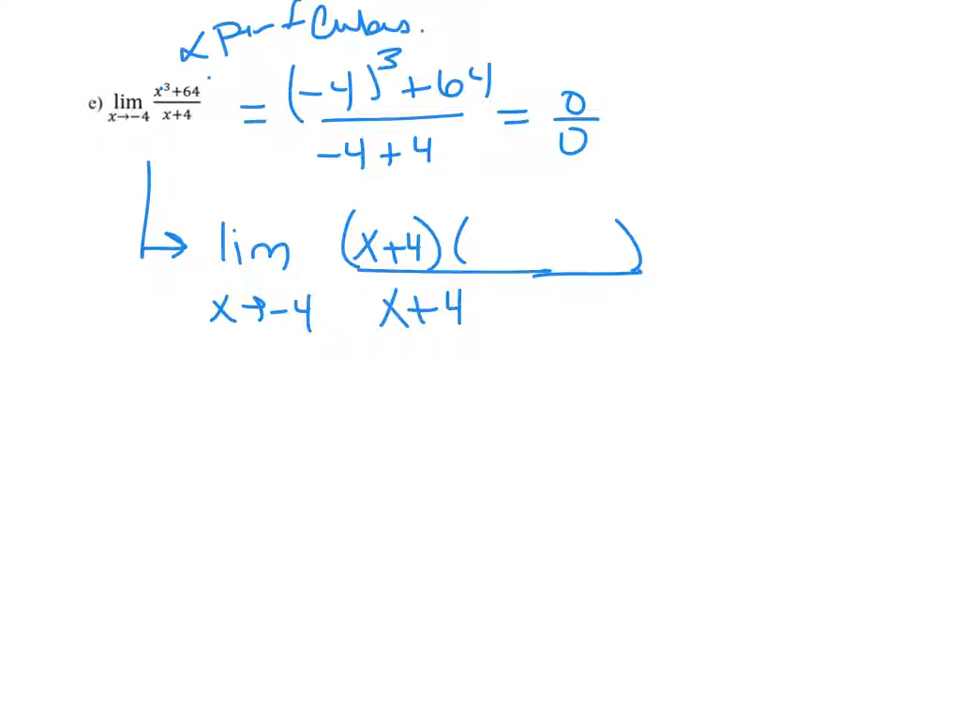 Perf Cubes.
e) lim x→-4 x³+64 / x+4 = (-4)³+64 / -4+4 = 0/0
lim x→-4 (x+4)( ) / x+4